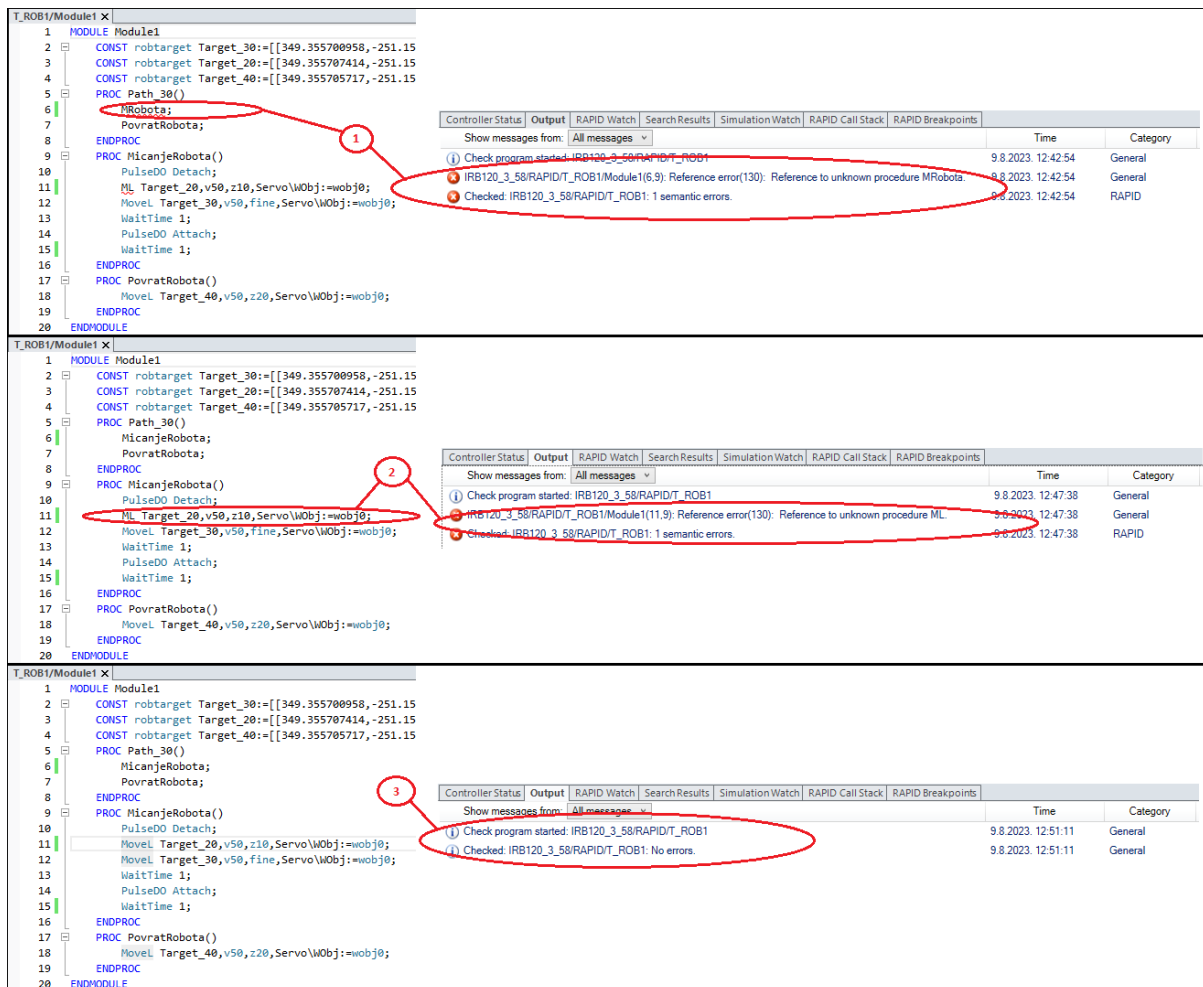 T_ROB1/Module1 X
1 MODULE Module1
2 CONST robtarget Target_30:=[[349.355700958,-251.15
3 CONST robtarget Target_20:=[[349.355707414,-251.15
4 CONST robtarget Target_40:=[[349.355705717,-251.15
5 PROC Path_30()
6 MRobota;
7 PovratRobota;
8 ENDPROC
9 PROC MicanjeRobota()
10 PulseDO Detach;
11 ML Target_20,v50,z10,Servo\WObj:=wobj0;
12 MoveL Target_30,v50,fine,Servo\WObj:=wobj0;
13 WaitTime 1;
14 PulseDO Attach;
15 WaitTime 1;
16 ENDPROC
17 PROC PovratRobota()
18 MoveL Target_40,v50,z20,Servo\WObj:=wobj0;
19 ENDPROC
20 ENDMODULE
1
Controller Status Output RAPID Watch Search Results Simulation Watch RAPID Call Stack RAPID Breakpoints
Show messages from: All messages Time Category
Check program started: IRB120_3_58/RAPID/T_ROB1 9.8.2023. 12:42:54 General
IRB120_3_58/RAPID/T_ROB1/Module1(6,9): Reference error(130): Reference to unknown procedure MRobota. 9.8.2023. 12:42:54 General
Checked: IRB120_3_58/RAPID/T_ROB1: 1 semantic errors. 9.8.2023. 12:42:54 RAPID
T_ROB1/Module1 X
1 MODULE Module1
2 CONST robtarget Target_30:=[[349.355700958,-251.15
3 CONST robtarget Target_20:=[[349.355707414,-251.15
4 CONST robtarget Target_40:=[[349.355705717,-251.15
5 PROC Path_30()
6 MicanjeRobota;
7 PovratRobota;
8 ENDPROC
9 PROC MicanjeRobota()
10 PulseDO Detach;
11 ML Target_20,v50,z10,Servo\WObj:=wobj0;
12 MoveL Target_30,v50,fine,Servo\WObj:=wobj0;
13 WaitTime 1;
14 PulseDO Attach;
15 WaitTime 1;
16 ENDPROC
17 PROC PovratRobota()
18 MoveL Target_40,v50,z20,Servo\WObj:=wobj0;
19 ENDPROC
20 ENDMODULE
2
Controller Status Output RAPID Watch Search Results Simulation Watch RAPID Call Stack RAPID Breakpoints
Show messages from: All messages Time Category
Check program started: IRB120_3_58/RAPID/T_ROB1 9.8.2023. 12:47:38 General
IRB120_3_58/RAPID/T_ROB1/Module1(11,9): Reference error(130): Reference to unknown procedure ML. 9.8.2023. 12:47:38 General
Checked: IRB120_3_58/RAPID/T_ROB1: 1 semantic errors. 9.8.2023. 12:47:38 RAPID
T_ROB1/Module1 X
1 MODULE Module1
2 CONST robtarget Target_30:=[[349.355700958,-251.15
3 CONST robtarget Target_20:=[[349.355707414,-251.15
4 CONST robtarget Target_40:=[[349.355705717,-251.15
5 PROC Path_30()
6 MicanjeRobota;
7 PovratRobota;
8 ENDPROC
9 PROC MicanjeRobota()
10 PulseDO Detach;
11 MoveL Target_20,v50,z10,Servo\WObj:=wobj0;
12 MoveL Target_30,v50,fine,Servo\WObj:=wobj0;
13 WaitTime 1;
14 PulseDO Attach;
15 WaitTime 1;
16 ENDPROC
17 PROC PovratRobota()
18 MoveL Target_40,v50,z20,Servo\WObj:=wobj0;
19 ENDPROC
20 ENDMODULE
3
Controller Status Output RAPID Watch Search Results Simulation Watch RAPID Call Stack RAPID Breakpoints
Show messages from: All messages Time Category
Check program started: IRB120_3_58/RAPID/T_ROB1 9.8.2023. 12:51:11 General
Checked: IRB120_3_58/RAPID/T_ROB1: No errors. 9.8.2023. 12:51:11 General